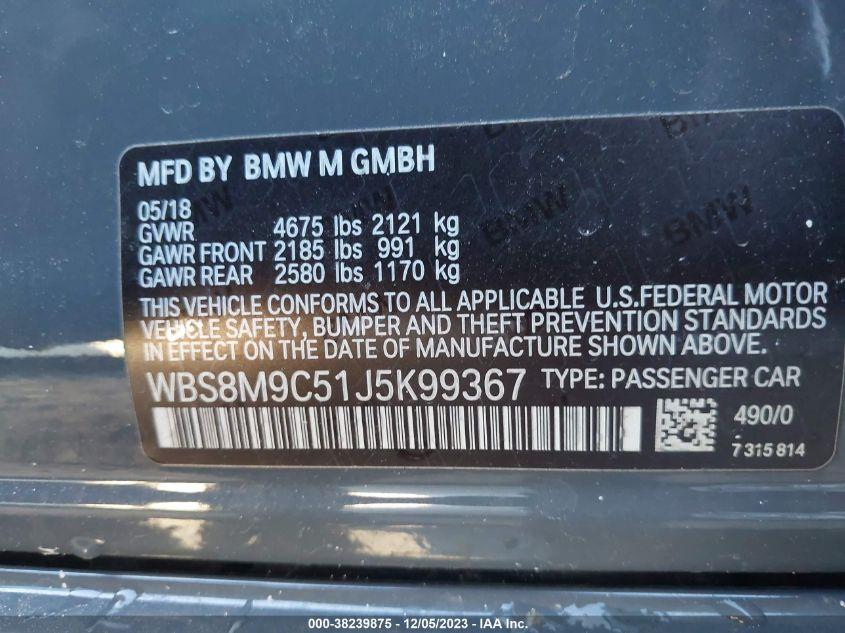 MFD BY BMW M GMBH
05/18
GVWR 4675 lbs 2121 kg
GAWR FRONT 2185 lbs 991 kg
GAWR REAR 2580 lbs 1170 kg
THIS VEHICLE CONFORMS TO ALL APPLICABLE U.S.FEDERAL MOTOR
VEHICLE SAFETY, BUMPER AND THEFT PREVENTION STANDARDS
IN EFFECT ON THE DATE OF MANUFACTURE SHOWN ABOVE.
WBS8M9C51J5K99367 TYPE: PASSENGER CAR
490/0
7 315 814
000-38239875 - 12/05/2023 - IAA Inc.